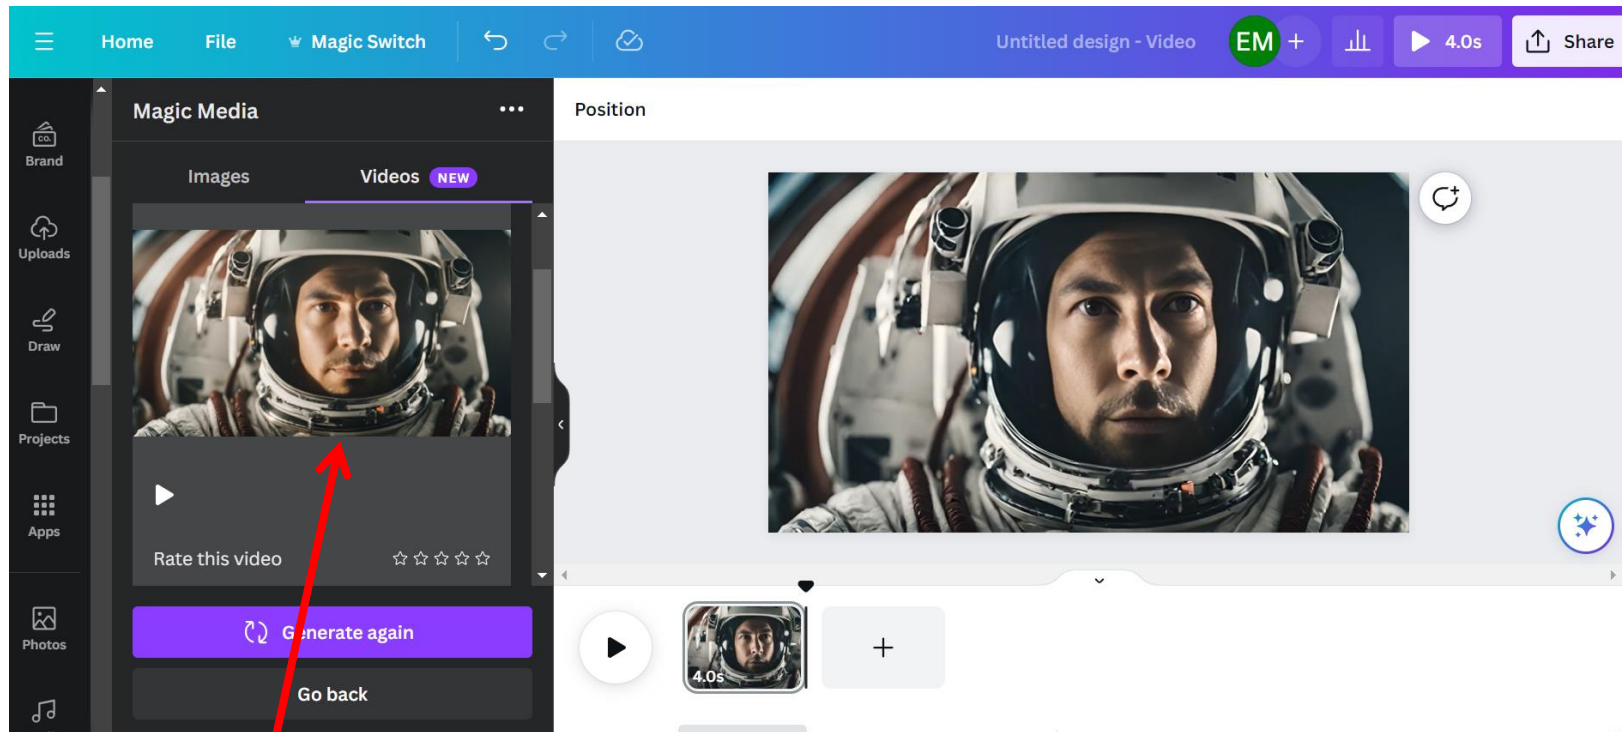 Home File Magic Switch Untitled design - Video EM + 4.0s Share
Magic Media
Position
CO.
Brand
Images Videos NEW
Uploads
Draw
Projects
Apps
Rate this video
Generate again
Photos
4.0s
Go back